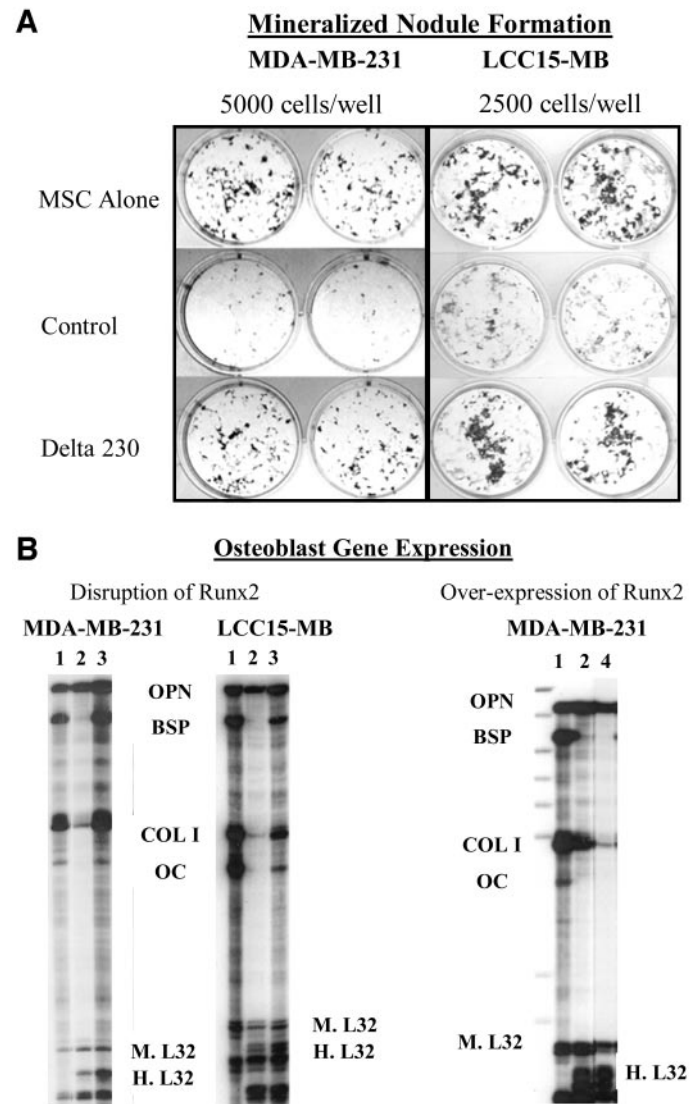 A
Mineralized Nodule Formation
MDA-MB-231 LCC15-MB
5000 cells/well 2500 cells/well
MSC Alone
Control
Delta 230
B
Osteoblast Gene Expression
Disruption of Runx2 Over-expression of Runx2
MDA-MB-231 LCC15-MB MDA-MB-231
1 2 3 1 2 3 1 2 4
OPN OPN
BSP BSP
COL I COL I
OC OC
M. L32 M. L32 M. L32
H. L32 H. L32 H. L32